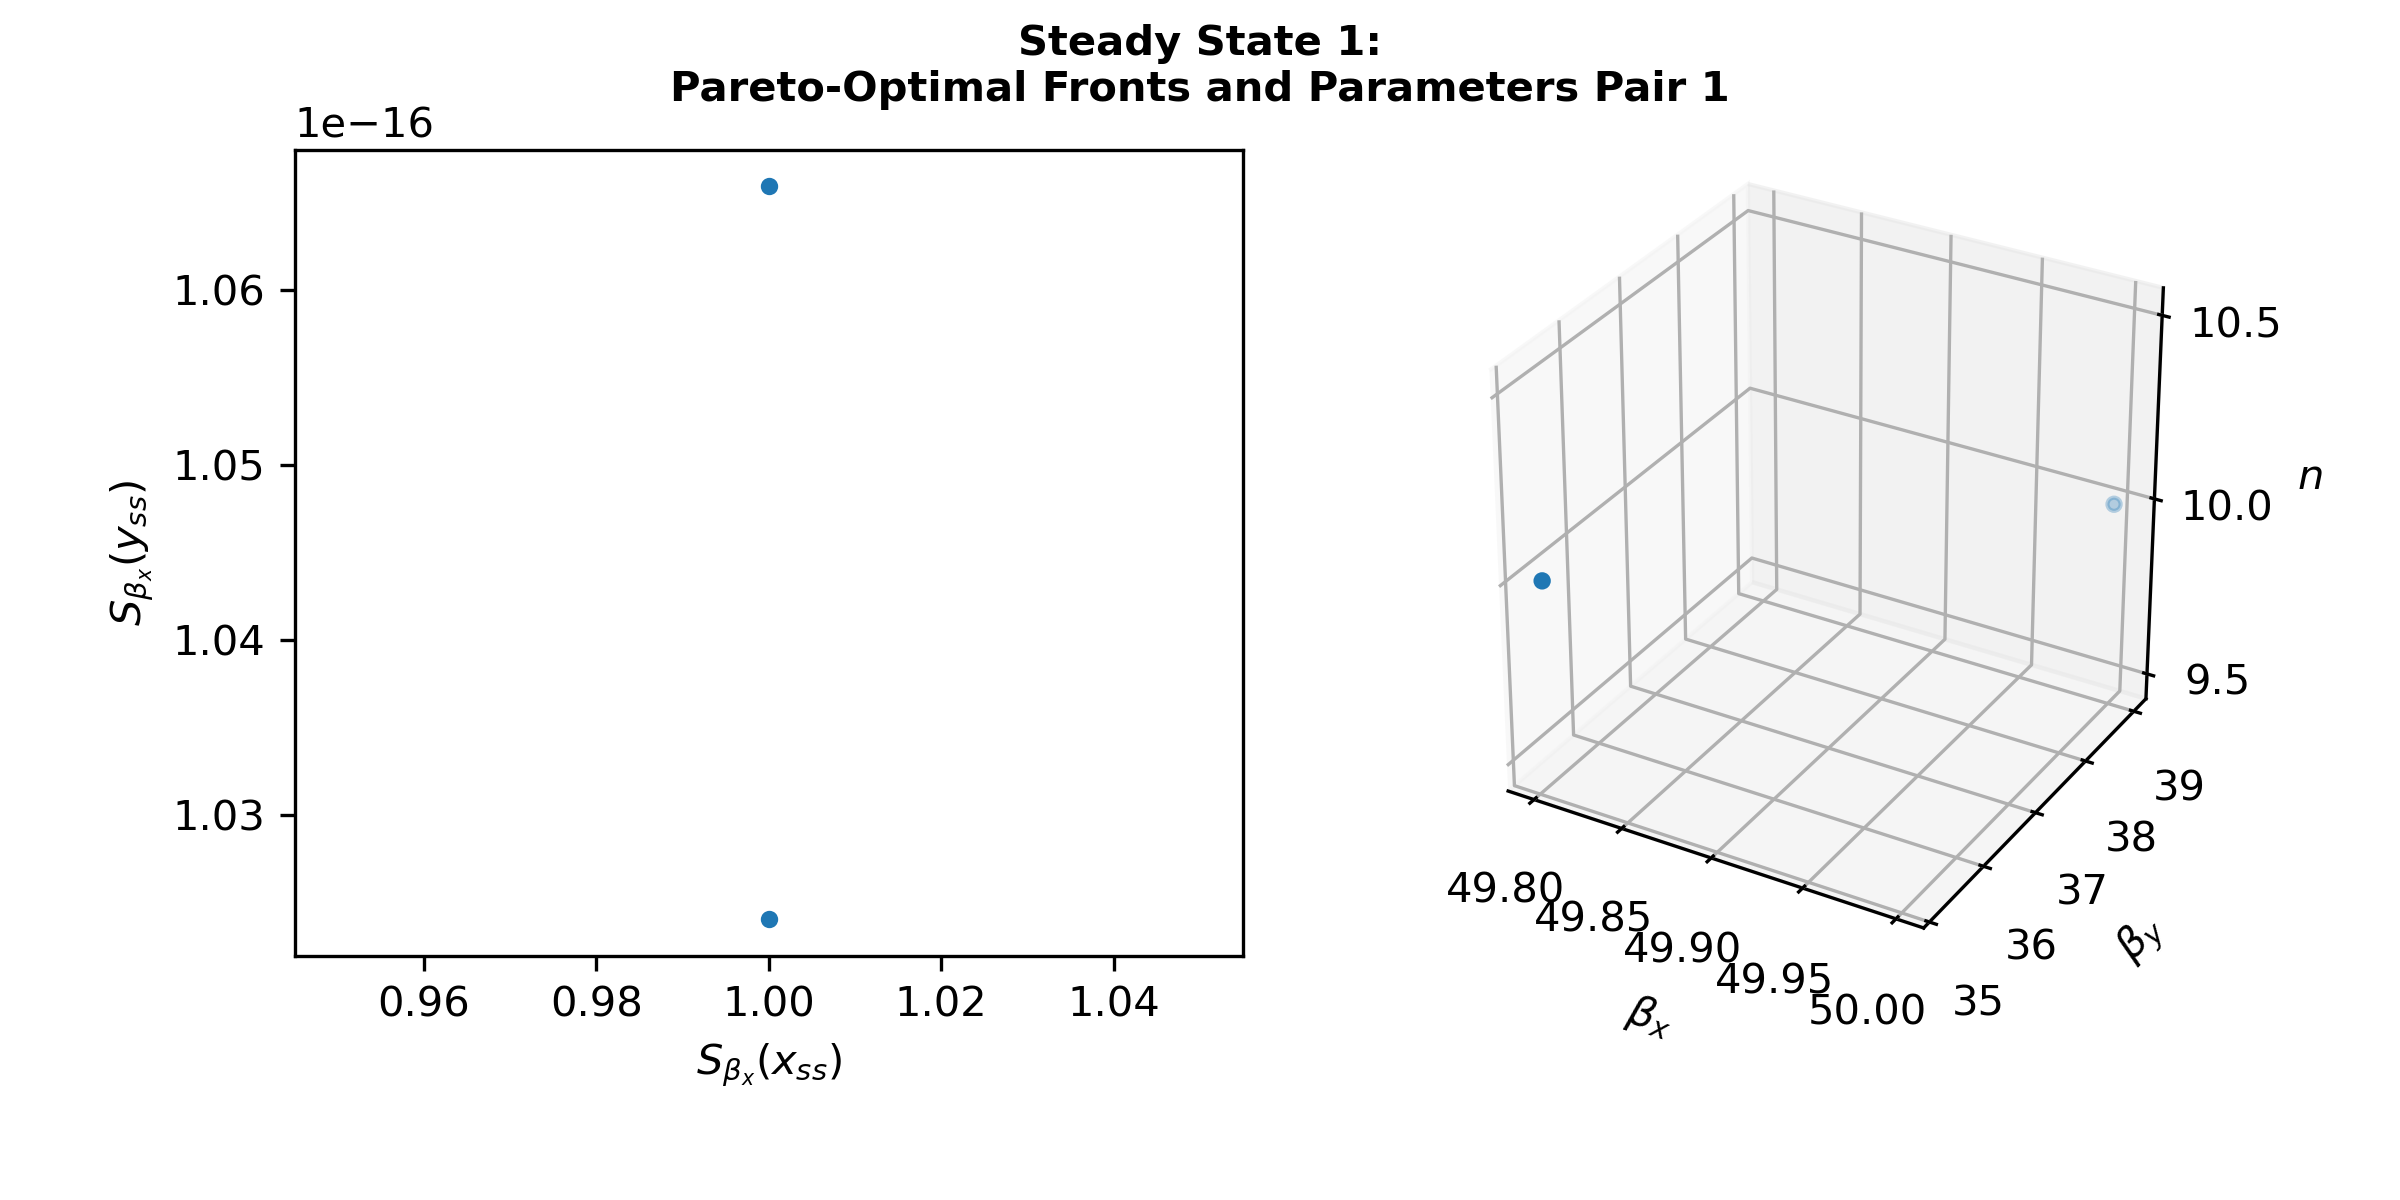 Steady State 1:
Pareto-Optimal Fronts and Parameters Pair 1
1e−16
1.06
1.05
1.04
1.03
S_{β_x}(y_{ss})
0.96 0.98 1.00 1.02 1.04
S_{β_x}(x_{ss})
10.5
10.0
9.5
n
49.80
49.85
49.90
49.95
50.00
β_x
35
36
37
38
39
β_y